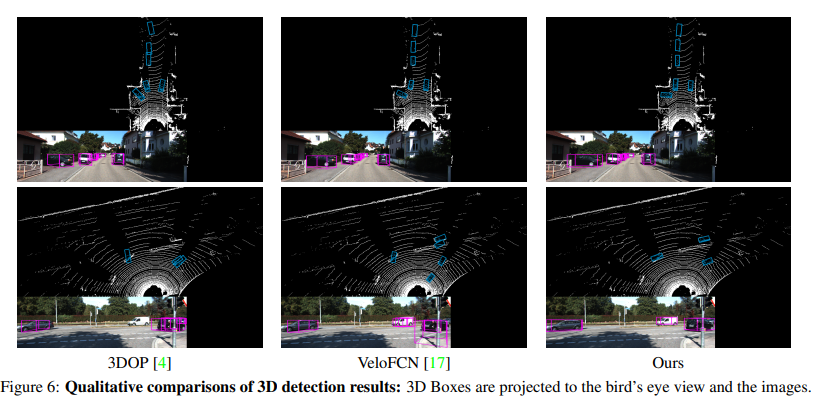 3DOP [4]
VeloFCN [17]
Ours
Figure 6: Qualitative comparisons of 3D detection results: 3D Boxes are projected to the bird's eye view and the images.